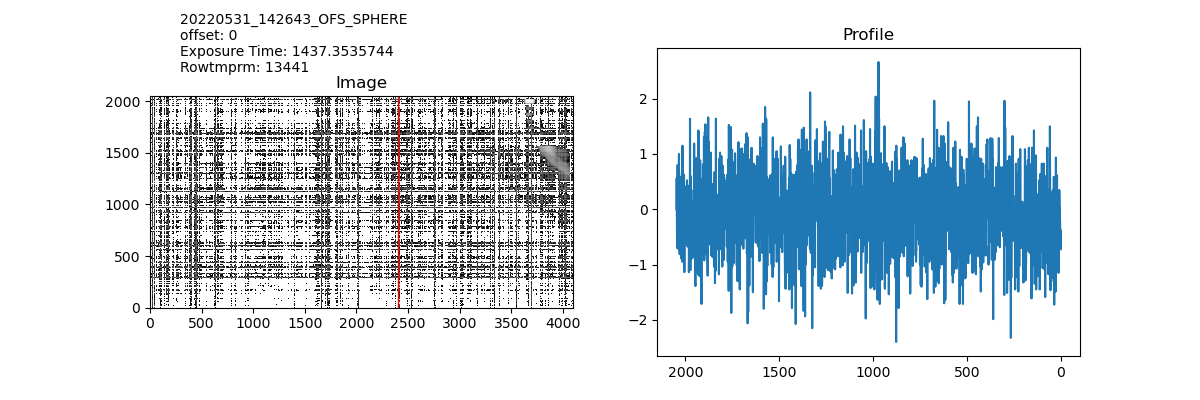 20220531_142643_OFS_SPHERE
offset: 0
Exposure Time: 1437.3535744
Rowtmprm: 13441
Image
2000
1500
1000
500
0
0 500 1000 1500 2000 2500 3000 3500 4000
Profile
2
1
0
−1
−2
2000 1500 1000 500 0